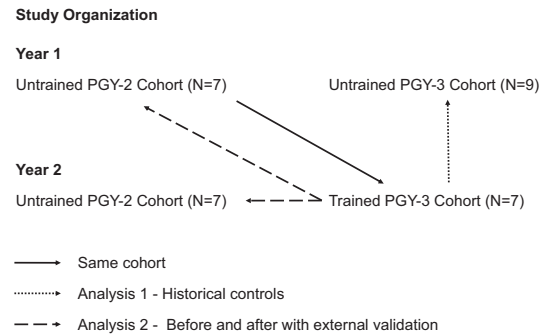 Study Organization
Year 1
Untrained PGY-2 Cohort (N=7) Untrained PGY-3 Cohort (N=9)
Year 2
Untrained PGY-2 Cohort (N=7) Trained PGY-3 Cohort (N=7)
Same cohort
Analysis 1 - Historical controls
Analysis 2 - Before and after with external validation